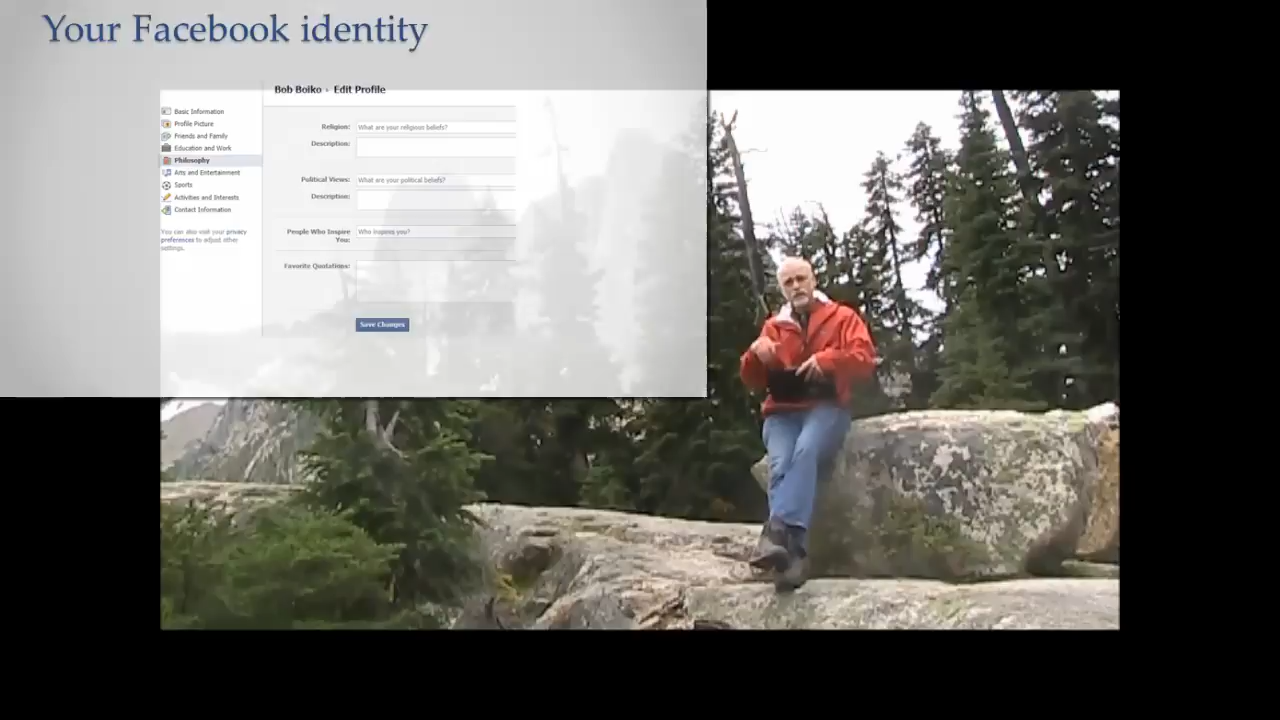 Your Facebook identity
Bob Boiko ▸ Edit Profile
Basic Information
Profile Picture
Friends and Family
Education and Work
Philosophy
Arts and Entertainment
Sports
Activities and Interests
Contact Information
You can also visit your privacy
preferences to adjust other
settings.
Religion: What are your religious beliefs?
Description:
Political Views: What are your political beliefs?
Description:
People Who Inspire You: Who inspires you?
Favorite Quotations:
Save Changes